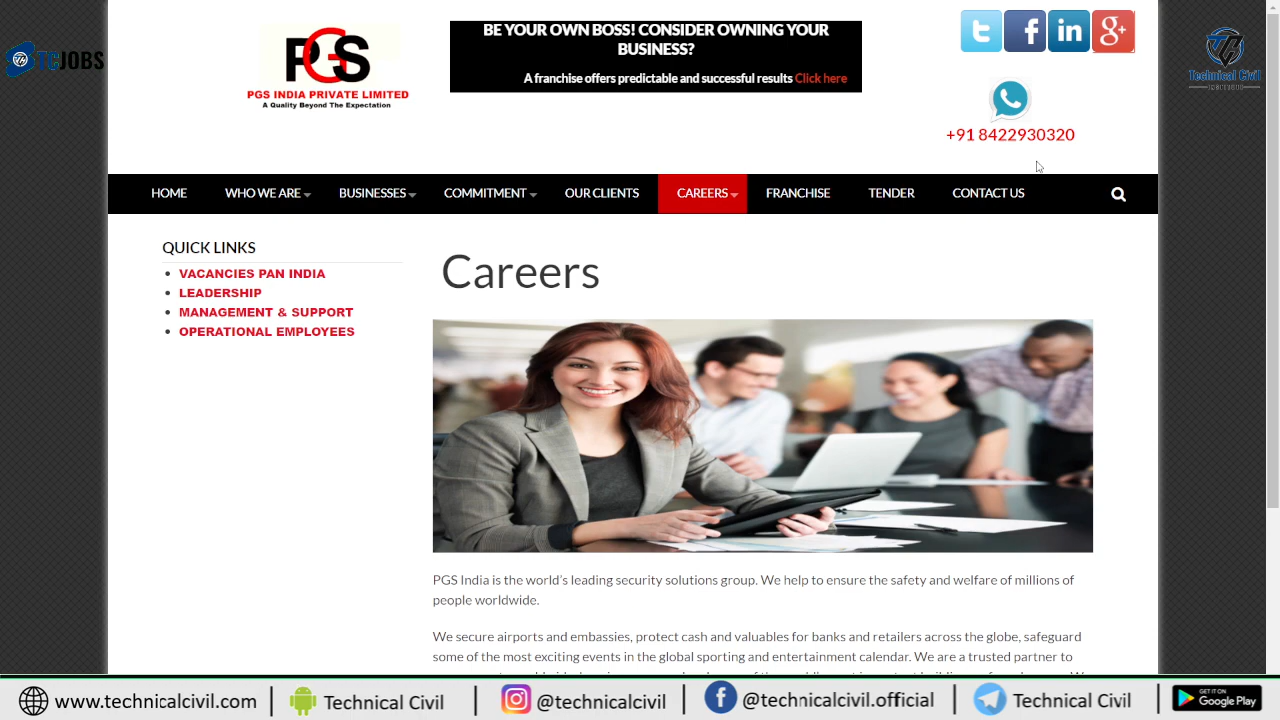 TCJOBS
PGS
PGS INDIA PRIVATE LIMITED
A Quality Beyond The Expectation
BE YOUR OWN BOSS! CONSIDER OWNING YOUR
BUSINESS?
A franchise offers predictable and successful results Click here
+91 8422930320
Technical Civil
HOME WHO WE ARE BUSINESSES COMMITMENT OUR CLIENTS CAREERS FRANCHISE TENDER CONTACT US
QUICK LINKS
VACANCIES PAN INDIA
LEADERSHIP
MANAGEMENT & SUPPORT
OPERATIONAL EMPLOYEES
Careers
PGS India is the world's leading security solutions group. We help to ensure the safety and welfare of millions of
people worldwide.
We secure airports and embassies, protect cash and valuables for banks and retailers across the globe, safeguard
some of the most exciting events in the global sporting and entertainment calendar. We are a trusted partner to
www.technicalcivil.com Technical Civil @technicalcivil @technicalcivil.official Technical Civil GET IT ON Google Play